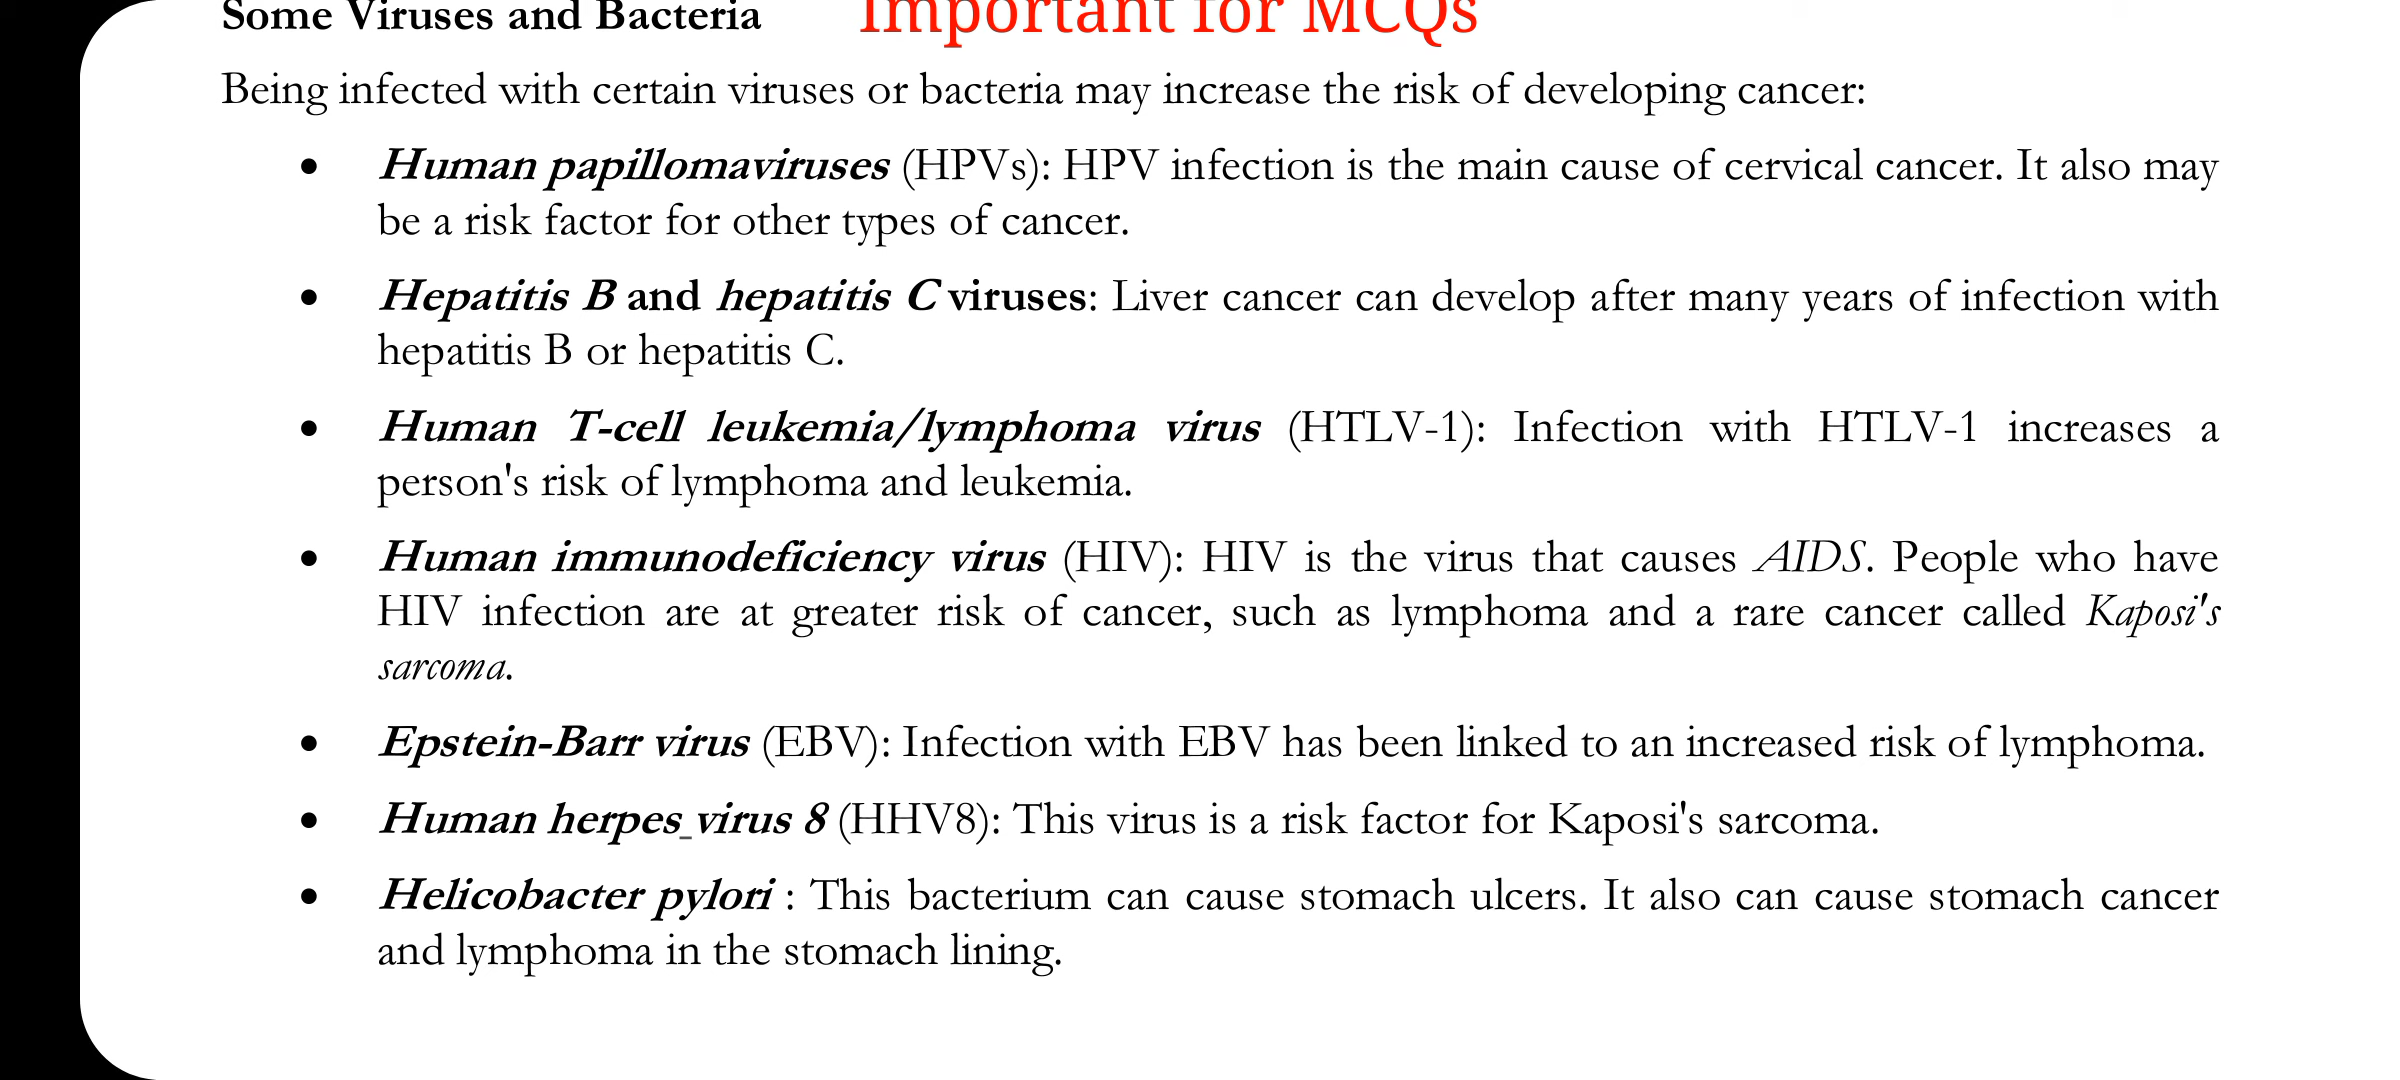 Some Viruses and Bacteria Important for MCQs
Being infected with certain viruses or bacteria may increase the risk of developing cancer:
• Human papillomaviruses (HPVs): HPV infection is the main cause of cervical cancer. It also may
be a risk factor for other types of cancer.
• Hepatitis B and hepatitis C viruses: Liver cancer can develop after many years of infection with
hepatitis B or hepatitis C.
• Human T-cell leukemia/lymphoma virus (HTLV-1): Infection with HTLV-1 increases a
person's risk of lymphoma and leukemia.
• Human immunodeficiency virus (HIV): HIV is the virus that causes AIDS. People who have
HIV infection are at greater risk of cancer, such as lymphoma and a rare cancer called Kaposi's
sarcoma.
• Epstein-Barr virus (EBV): Infection with EBV has been linked to an increased risk of lymphoma.
• Human herpes_virus 8 (HHV8): This virus is a risk factor for Kaposi's sarcoma.
• Helicobacter pylori : This bacterium can cause stomach ulcers. It also can cause stomach cancer
and lymphoma in the stomach lining.